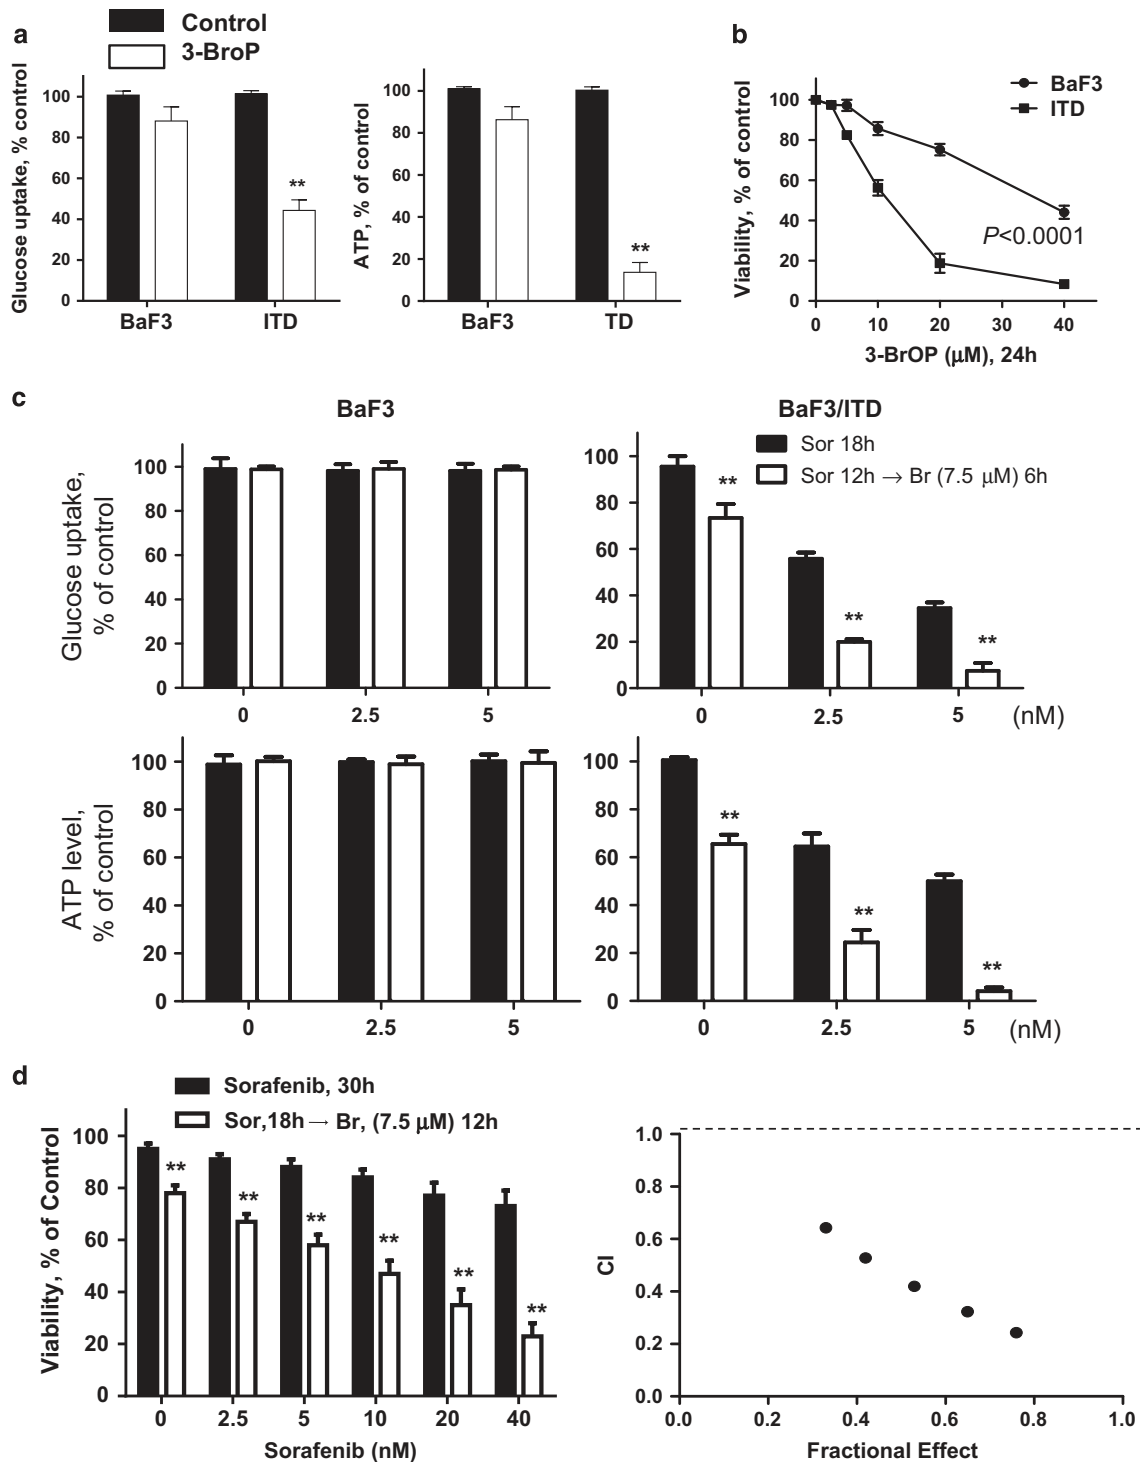 a
Control
3-BroP
Glucose uptake, % control
100
80
60
40
20
0
**
BaF3
ITD
ATP, % of control
100
80
60
40
20
0
**
BaF3
TD
b
BaF3
ITD
Viability, % of control
100
80
60
40
20
0
P<0.0001
0
10
20
30
40
3-BrOP (μM), 24h
c
BaF3
BaF3/ITD
Sor 18h
Sor 12h → Br (7.5 μM) 6h
Glucose uptake,
% of control
100
80
60
40
20
0
0
2.5
5
100
80
60
40
20
0
**
**
**
0
2.5
5
(nM)
ATP level,
% of control
100
80
60
40
20
0
0
2.5
5
100
80
60
40
20
0
**
**
**
0
2.5
5
(nM)
d
Sorafenib, 30h
Sor,18h → Br, (7.5 μM) 12h
Viability, % of Control
100
80
60
40
20
0
**
**
**
**
**
**
0
2.5
5
10
20
40
Sorafenib (nM)
CI
1.0
0.8
0.6
0.4
0.2
0.0
0.0
0.2
0.4
0.6
0.8
1.0
Fractional Effect